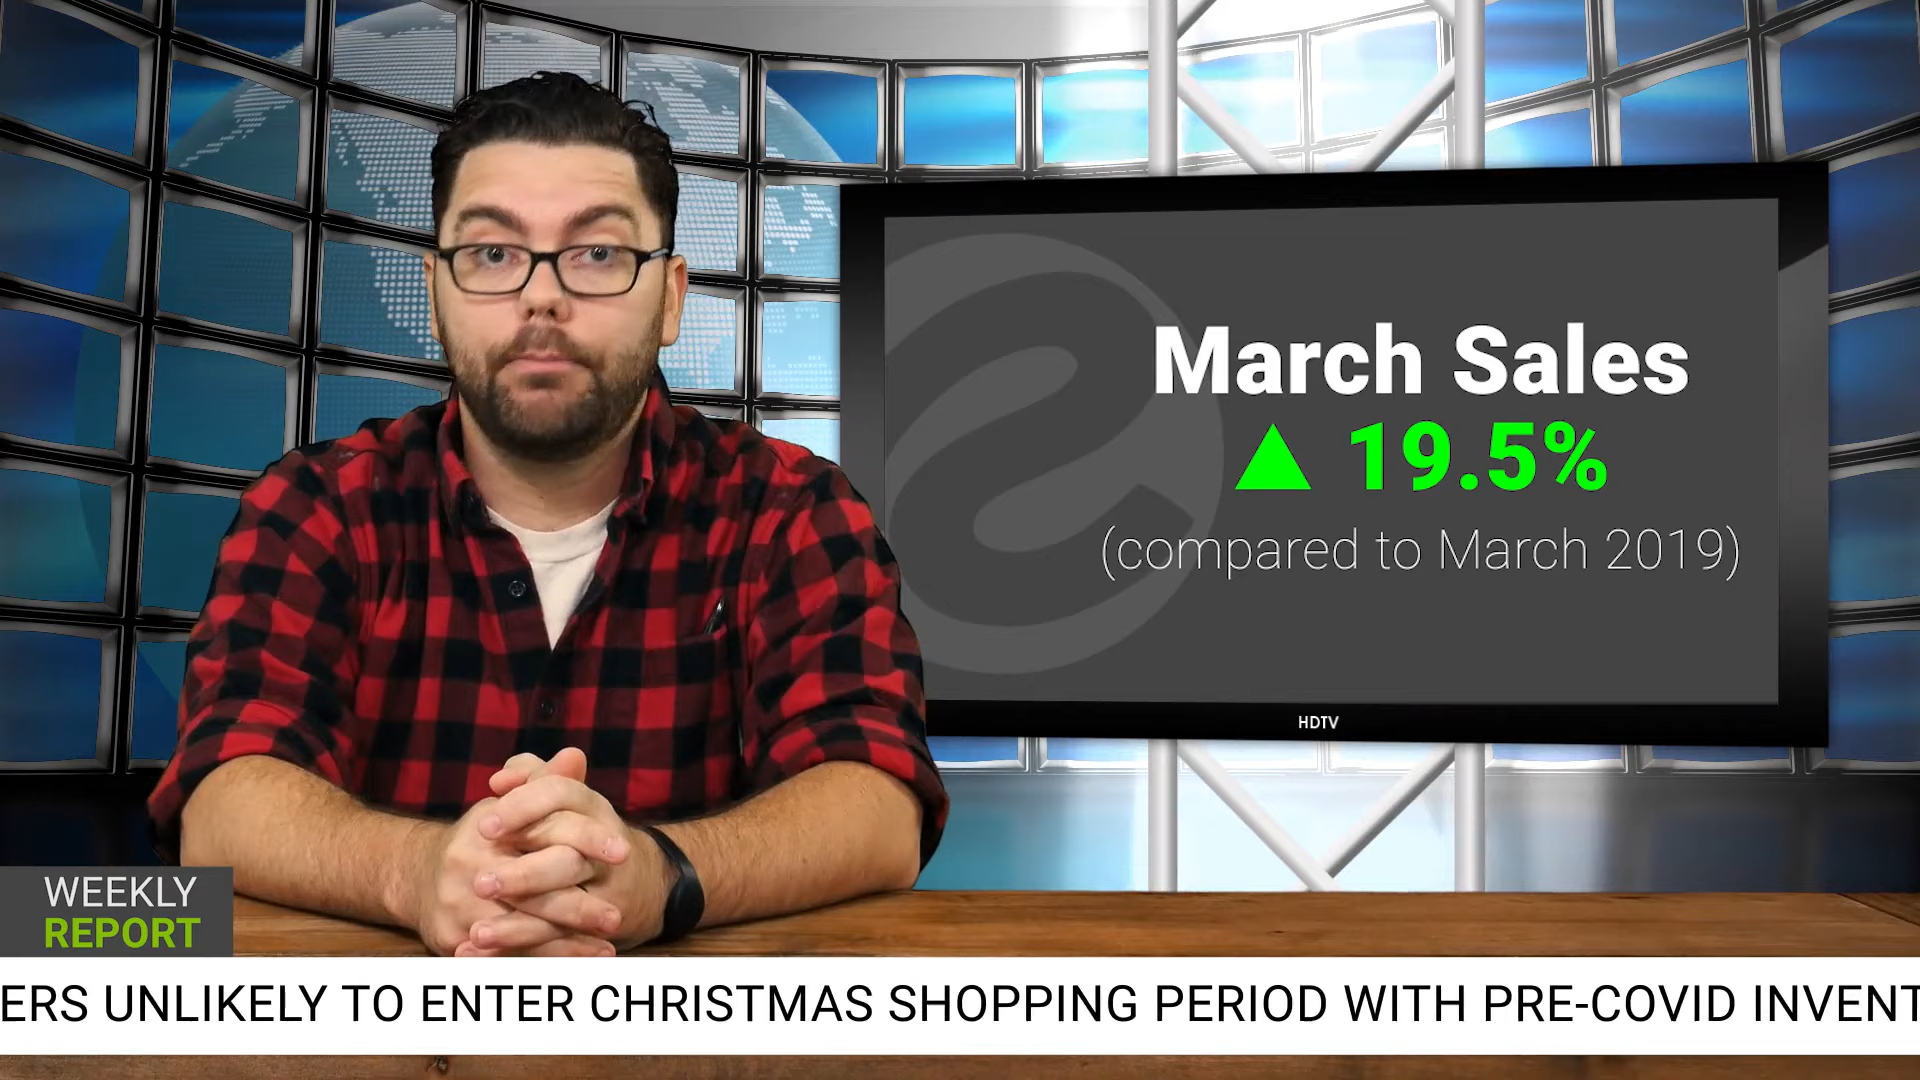 March Sales
▲ 19.5%
(compared to March 2019)
HDTV
WEEKLY
REPORT
ERS UNLIKELY TO ENTER CHRISTMAS SHOPPING PERIOD WITH PRE-COVID INVENT